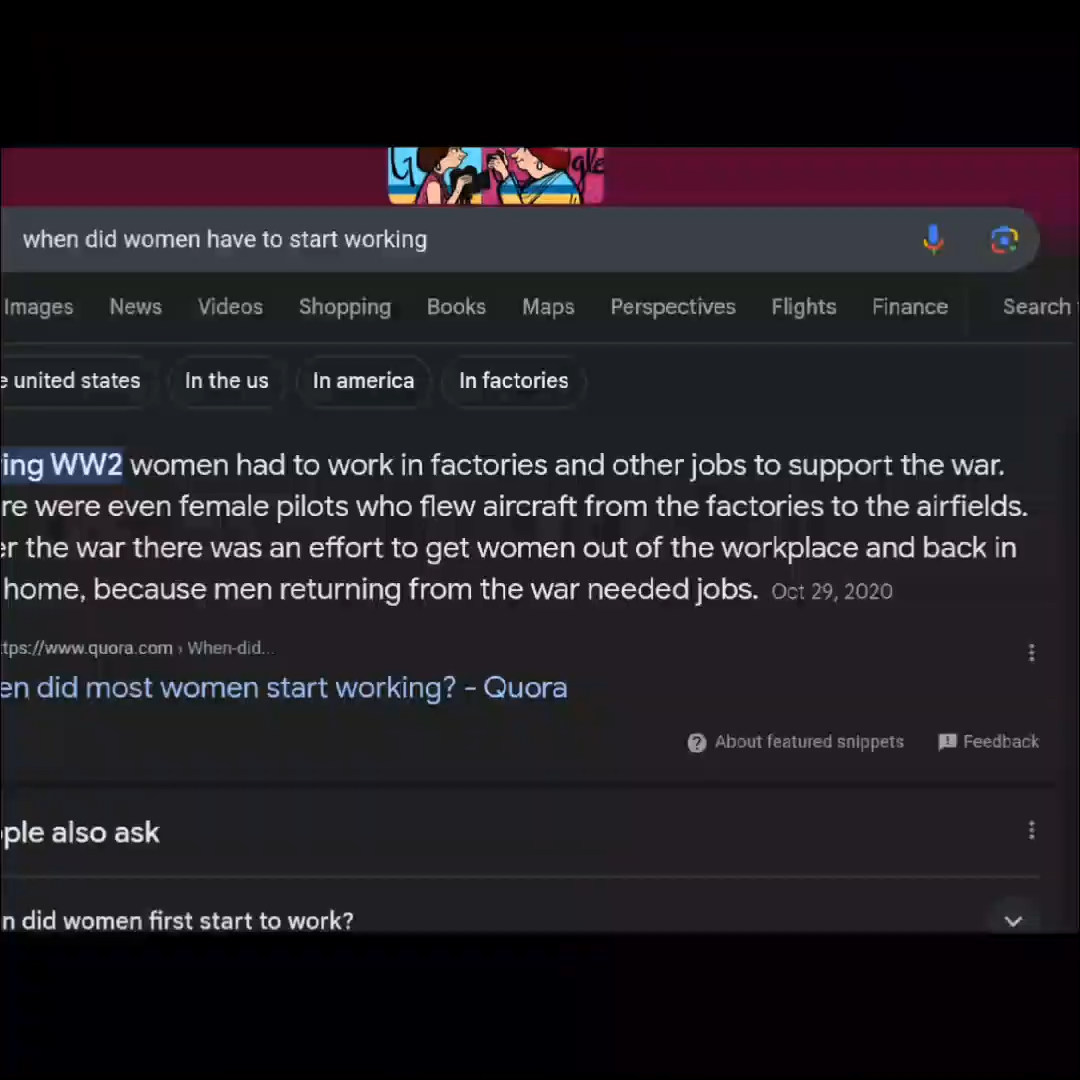 when did women have to start working
Images News Videos Shopping Books Maps Perspectives Flights Finance Search
united states In the us In america In factories
ing WW2 women had to work in factories and other jobs to support the war.
re were even female pilots who flew aircraft from the factories to the airfields.
er the war there was an effort to get women out of the workplace and back in
home, because men returning from the war needed jobs. Oct 29, 2020
tps://www.quora.com › When-did...
en did most women start working? - Quora
About featured snippets Feedback
ple also ask
n did women first start to work?